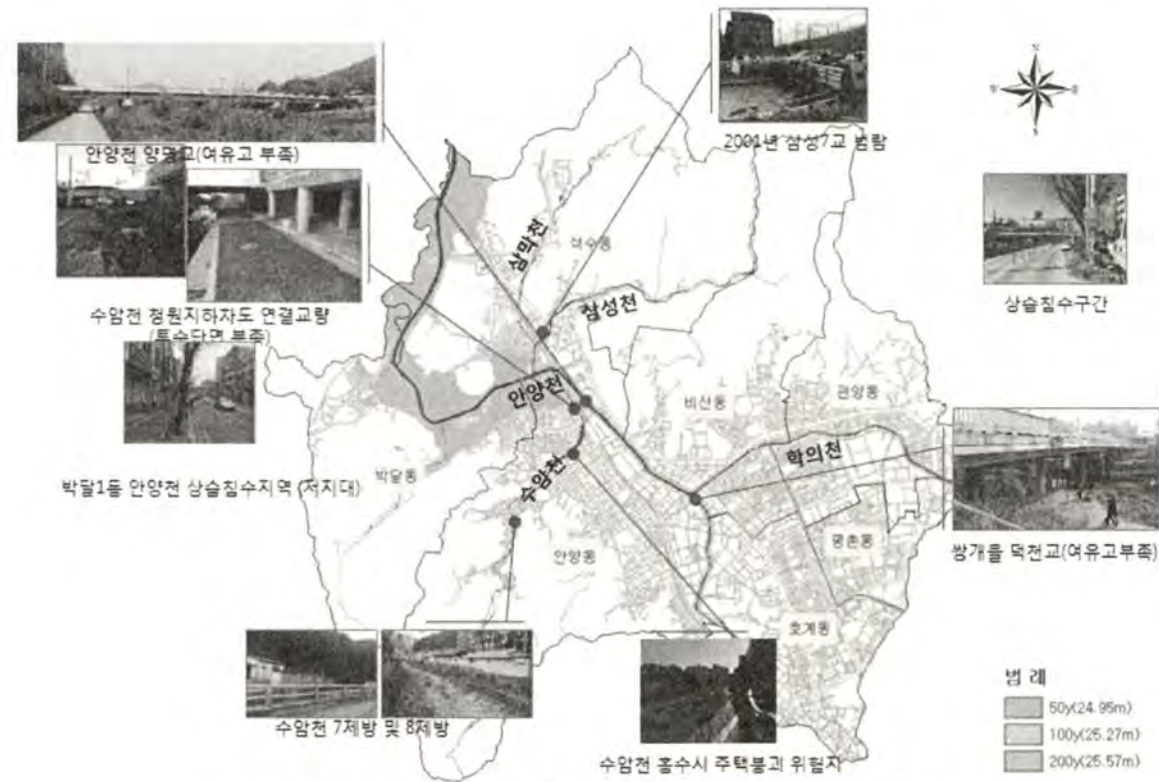 N
W
E
S
안양천 양명교(여유고 부족)
2001년 삼성7교 범람
수암천 청원지하차도 연결교량
(통수단면 부족)
상습침수구간
삼막천
석수동
삼성천
안양천
비산동
관양동
학의천
박달동
수암천
박달1동 안양천 상습침수지역 (저지대)
안양동
평촌동
쌍개울 덕천교(여유고부족)
호계동
수암천 7제방 및 8제방
수암천 홍수시 주택붕괴 위험지
범 례
50y(24.95m)
100y(25.27m)
200y(25.57m)